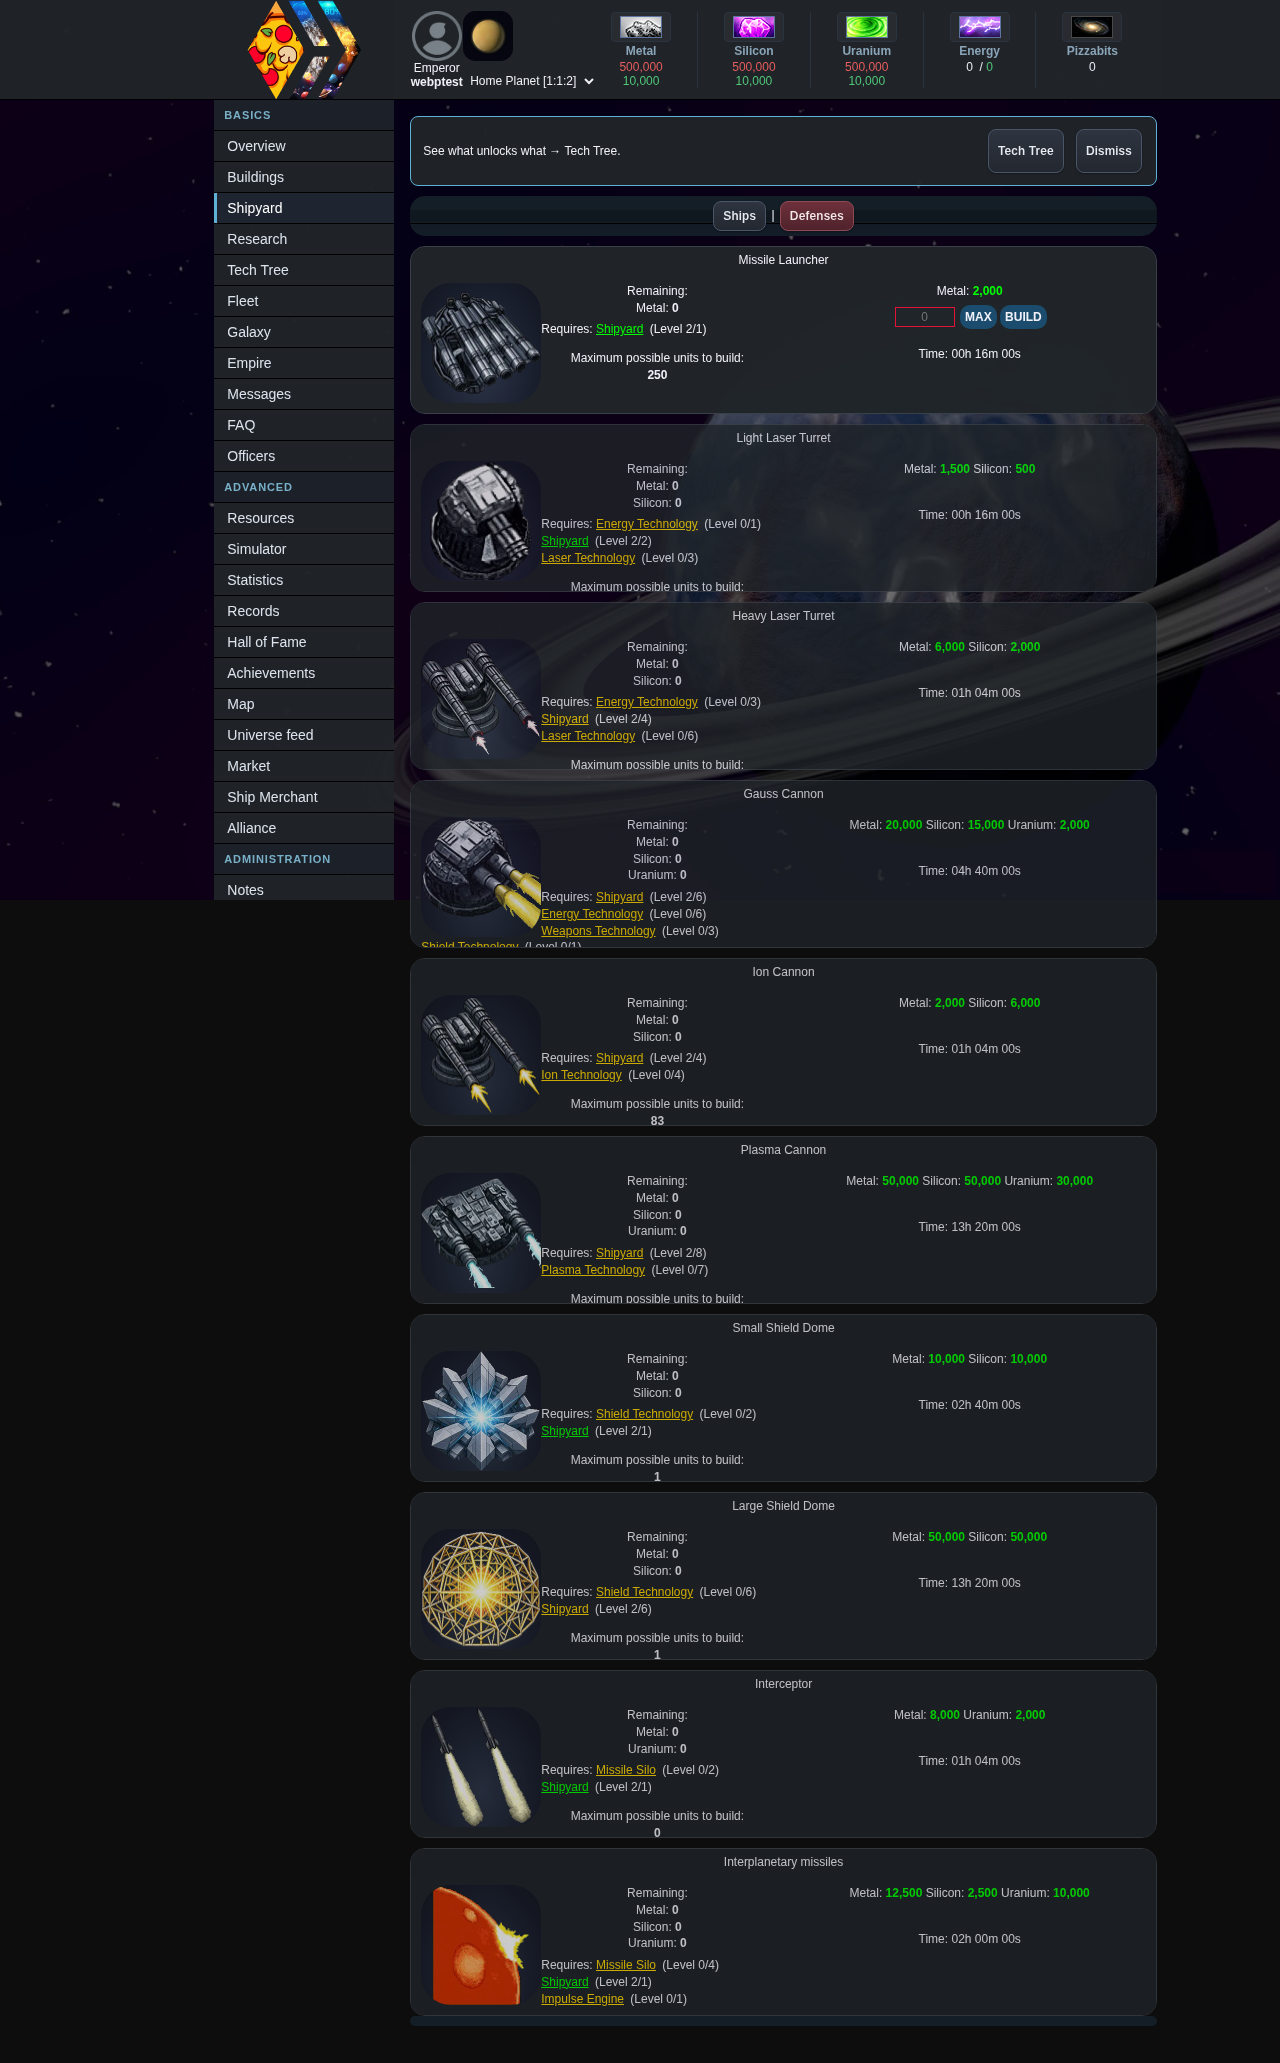 Emperor
webptest
Home Planet [1:1:2]
Metal
500,000
10,000
Silicon
500,000
10,000
Uranium
500,000
10,000
Energy
0 / 0
Pizzabits
0
BASICS
Overview
Buildings
Shipyard
Research
Tech Tree
Fleet
Galaxy
Empire
Messages
FAQ
Officers
ADVANCED
Resources
Simulator
Statistics
Records
Hall of Fame
Achievements
Map
Universe feed
Market
Ship Merchant
Alliance
ADMINISTRATION
Notes
See what unlocks what → Tech Tree.
Tech Tree
Dismiss
Ships | Defenses
Missile Launcher
Remaining:
Metal: 0
Requires: Shipyard (Level 2/1)
Maximum possible units to build:
250
Metal: 2,000
0 MAX BUILD
Time: 00h 16m 00s
Light Laser Turret
Remaining:
Metal: 0
Silicon: 0
Requires: Energy Technology (Level 0/1)
Shipyard (Level 2/2)
Laser Technology (Level 0/3)
Maximum possible units to build:
Metal: 1,500 Silicon: 500
Time: 00h 16m 00s
Heavy Laser Turret
Remaining:
Metal: 0
Silicon: 0
Requires: Energy Technology (Level 0/3)
Shipyard (Level 2/4)
Laser Technology (Level 0/6)
Maximum possible units to build:
Metal: 6,000 Silicon: 2,000
Time: 01h 04m 00s
Gauss Cannon
Remaining:
Metal: 0
Silicon: 0
Uranium: 0
Requires: Shipyard (Level 2/6)
Energy Technology (Level 0/6)
Weapons Technology (Level 0/3)
Shield Technology (Level 0/1)
Metal: 20,000 Silicon: 15,000 Uranium: 2,000
Time: 04h 40m 00s
Ion Cannon
Remaining:
Metal: 0
Silicon: 0
Requires: Shipyard (Level 2/4)
Ion Technology (Level 0/4)
Maximum possible units to build:
83
Metal: 2,000 Silicon: 6,000
Time: 01h 04m 00s
Plasma Cannon
Remaining:
Metal: 0
Silicon: 0
Uranium: 0
Requires: Shipyard (Level 2/8)
Plasma Technology (Level 0/7)
Maximum possible units to build:
Metal: 50,000 Silicon: 50,000 Uranium: 30,000
Time: 13h 20m 00s
Small Shield Dome
Remaining:
Metal: 0
Silicon: 0
Requires: Shield Technology (Level 0/2)
Shipyard (Level 2/1)
Maximum possible units to build:
1
Metal: 10,000 Silicon: 10,000
Time: 02h 40m 00s
Large Shield Dome
Remaining:
Metal: 0
Silicon: 0
Requires: Shield Technology (Level 0/6)
Shipyard (Level 2/6)
Maximum possible units to build:
1
Metal: 50,000 Silicon: 50,000
Time: 13h 20m 00s
Interceptor
Remaining:
Metal: 0
Uranium: 0
Requires: Missile Silo (Level 0/2)
Shipyard (Level 2/1)
Maximum possible units to build:
0
Metal: 8,000 Uranium: 2,000
Time: 01h 04m 00s
Interplanetary missiles
Remaining:
Metal: 0
Silicon: 0
Uranium: 0
Requires: Missile Silo (Level 0/4)
Shipyard (Level 2/1)
Impulse Engine (Level 0/1)
Metal: 12,500 Silicon: 2,500 Uranium: 10,000
Time: 02h 00m 00s